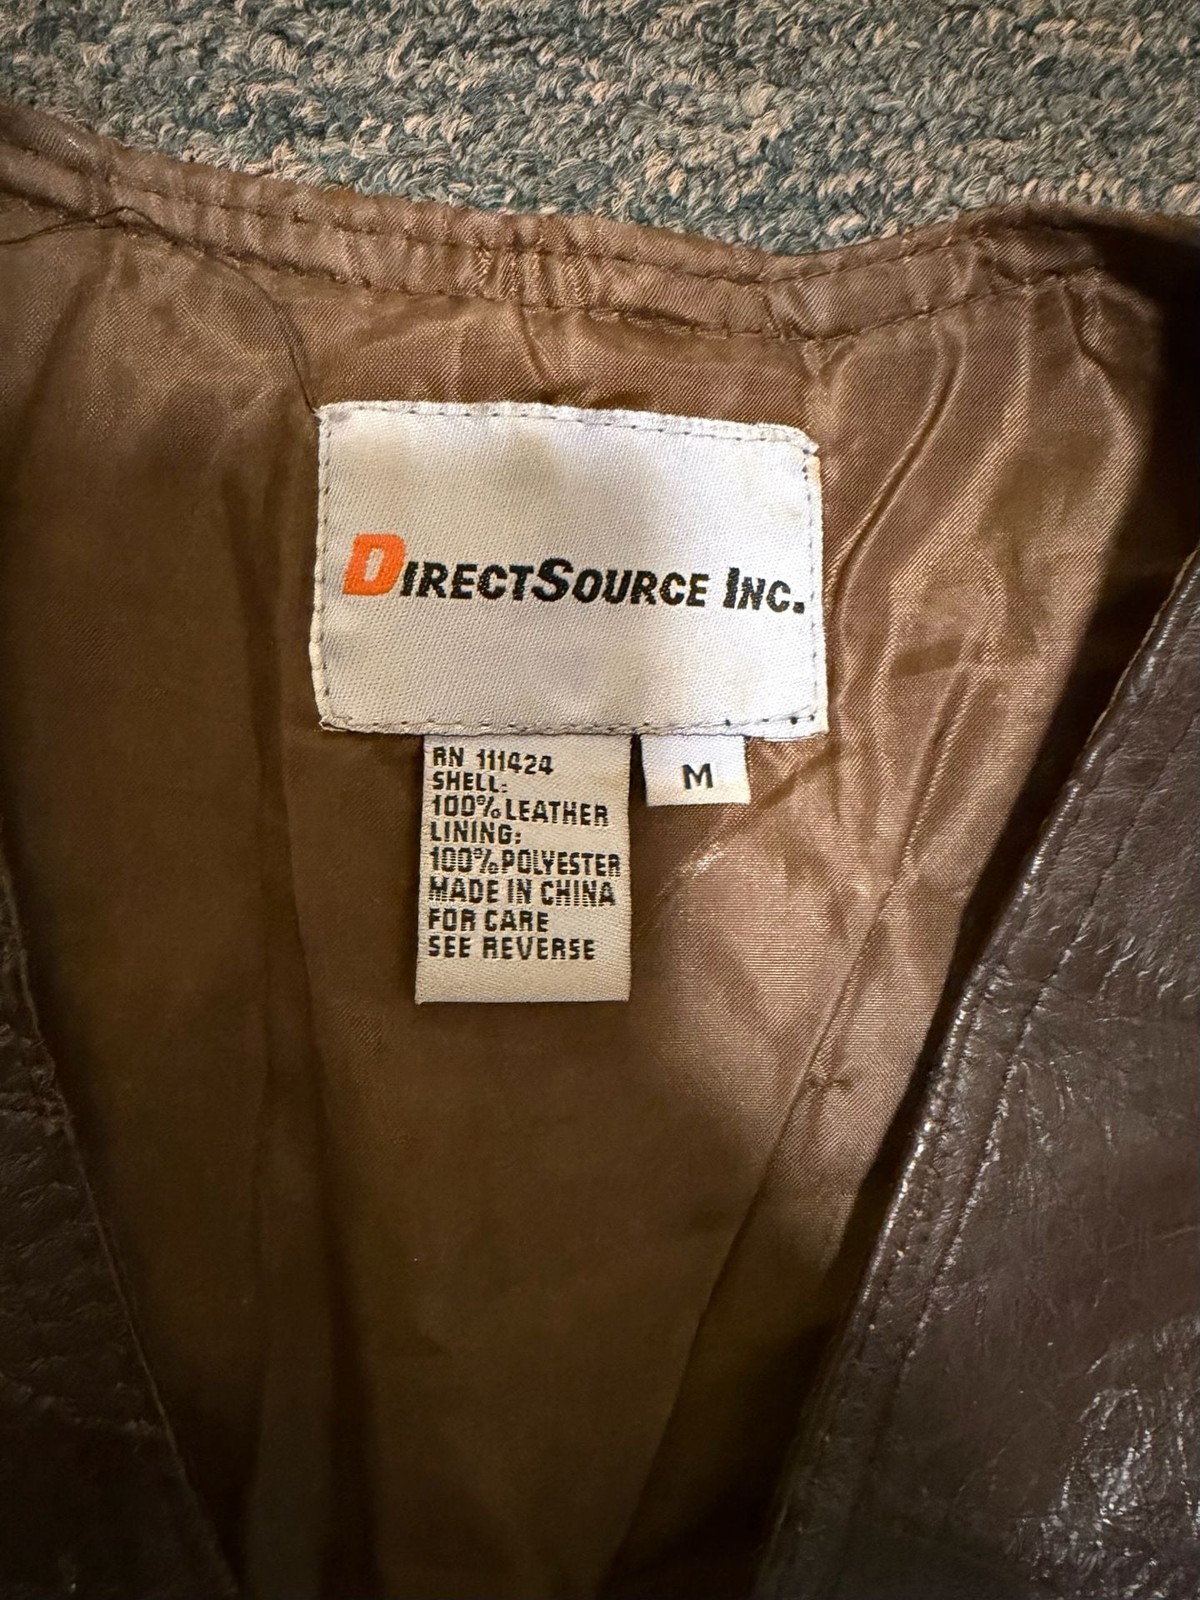 DIRECTSOURCE INC.
RN 111424
SHELL:
100% LEATHER
LINING:
100% POLYESTER
MADE IN CHINA
FOR CARE
SEE REVERSE
M